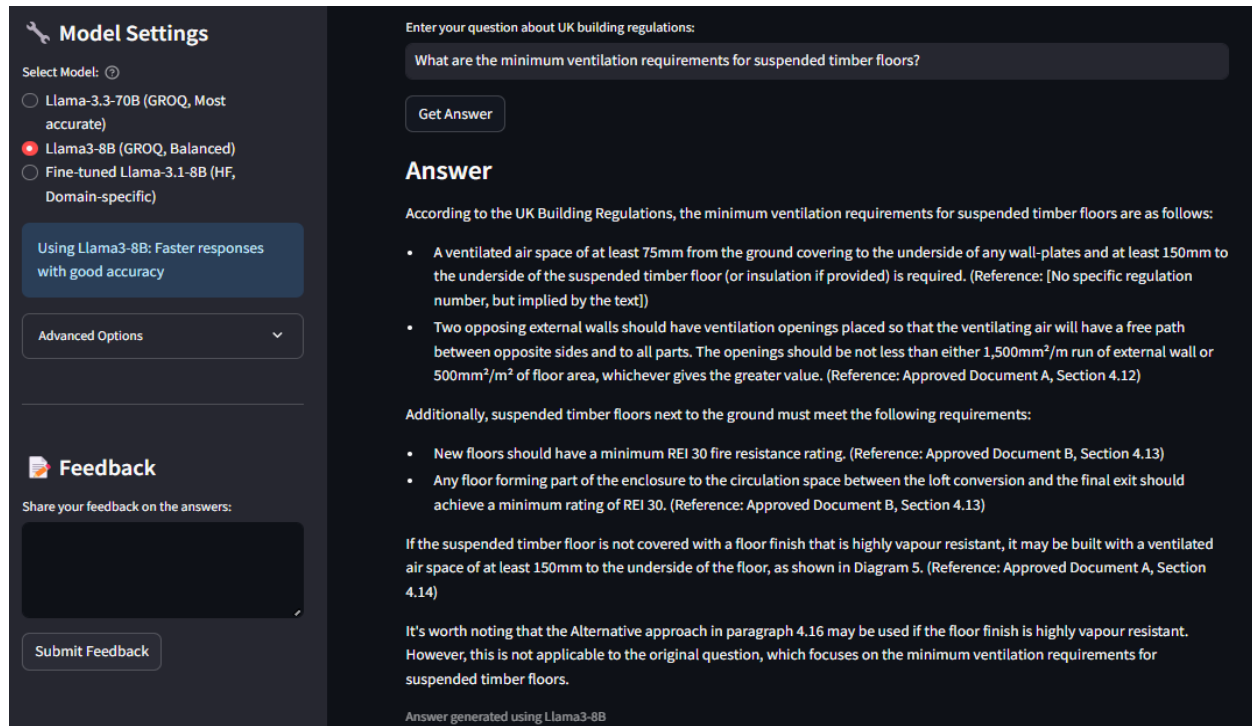 Model Settings
Select Model:
Llama-3.3-70B (GROQ, Most
accurate)
Llama3-8B (GROQ, Balanced)
Fine-tuned Llama-3.1-8B (HF,
Domain-specific)
Using Llama3-8B: Faster responses
with good accuracy
Advanced Options
Feedback
Share your feedback on the answers:
Submit Feedback
Enter your question about UK building regulations:
What are the minimum ventilation requirements for suspended timber floors?
Get Answer
Answer
According to the UK Building Regulations, the minimum ventilation requirements for suspended timber floors are as follows:
• A ventilated air space of at least 75mm from the ground covering to the underside of any wall-plates and at least 150mm to
the underside of the suspended timber floor (or insulation if provided) is required. (Reference: [No specific regulation
number, but implied by the text])
• Two opposing external walls should have ventilation openings placed so that the ventilating air will have a free path
between opposite sides and to all parts. The openings should be not less than either 1,500mm²/m run of external wall or
500mm²/m² of floor area, whichever gives the greater value. (Reference: Approved Document A, Section 4.12)
Additionally, suspended timber floors next to the ground must meet the following requirements:
• New floors should have a minimum REI 30 fire resistance rating. (Reference: Approved Document B, Section 4.13)
• Any floor forming part of the enclosure to the circulation space between the loft conversion and the final exit should
achieve a minimum rating of REI 30. (Reference: Approved Document B, Section 4.13)
If the suspended timber floor is not covered with a floor finish that is highly vapour resistant, it may be built with a ventilated
air space of at least 150mm to the underside of the floor, as shown in Diagram 5. (Reference: Approved Document A, Section
4.14)
It's worth noting that the Alternative approach in paragraph 4.16 may be used if the floor finish is highly vapour resistant.
However, this is not applicable to the original question, which focuses on the minimum ventilation requirements for
suspended timber floors.
Answer generated using Llama3-8B